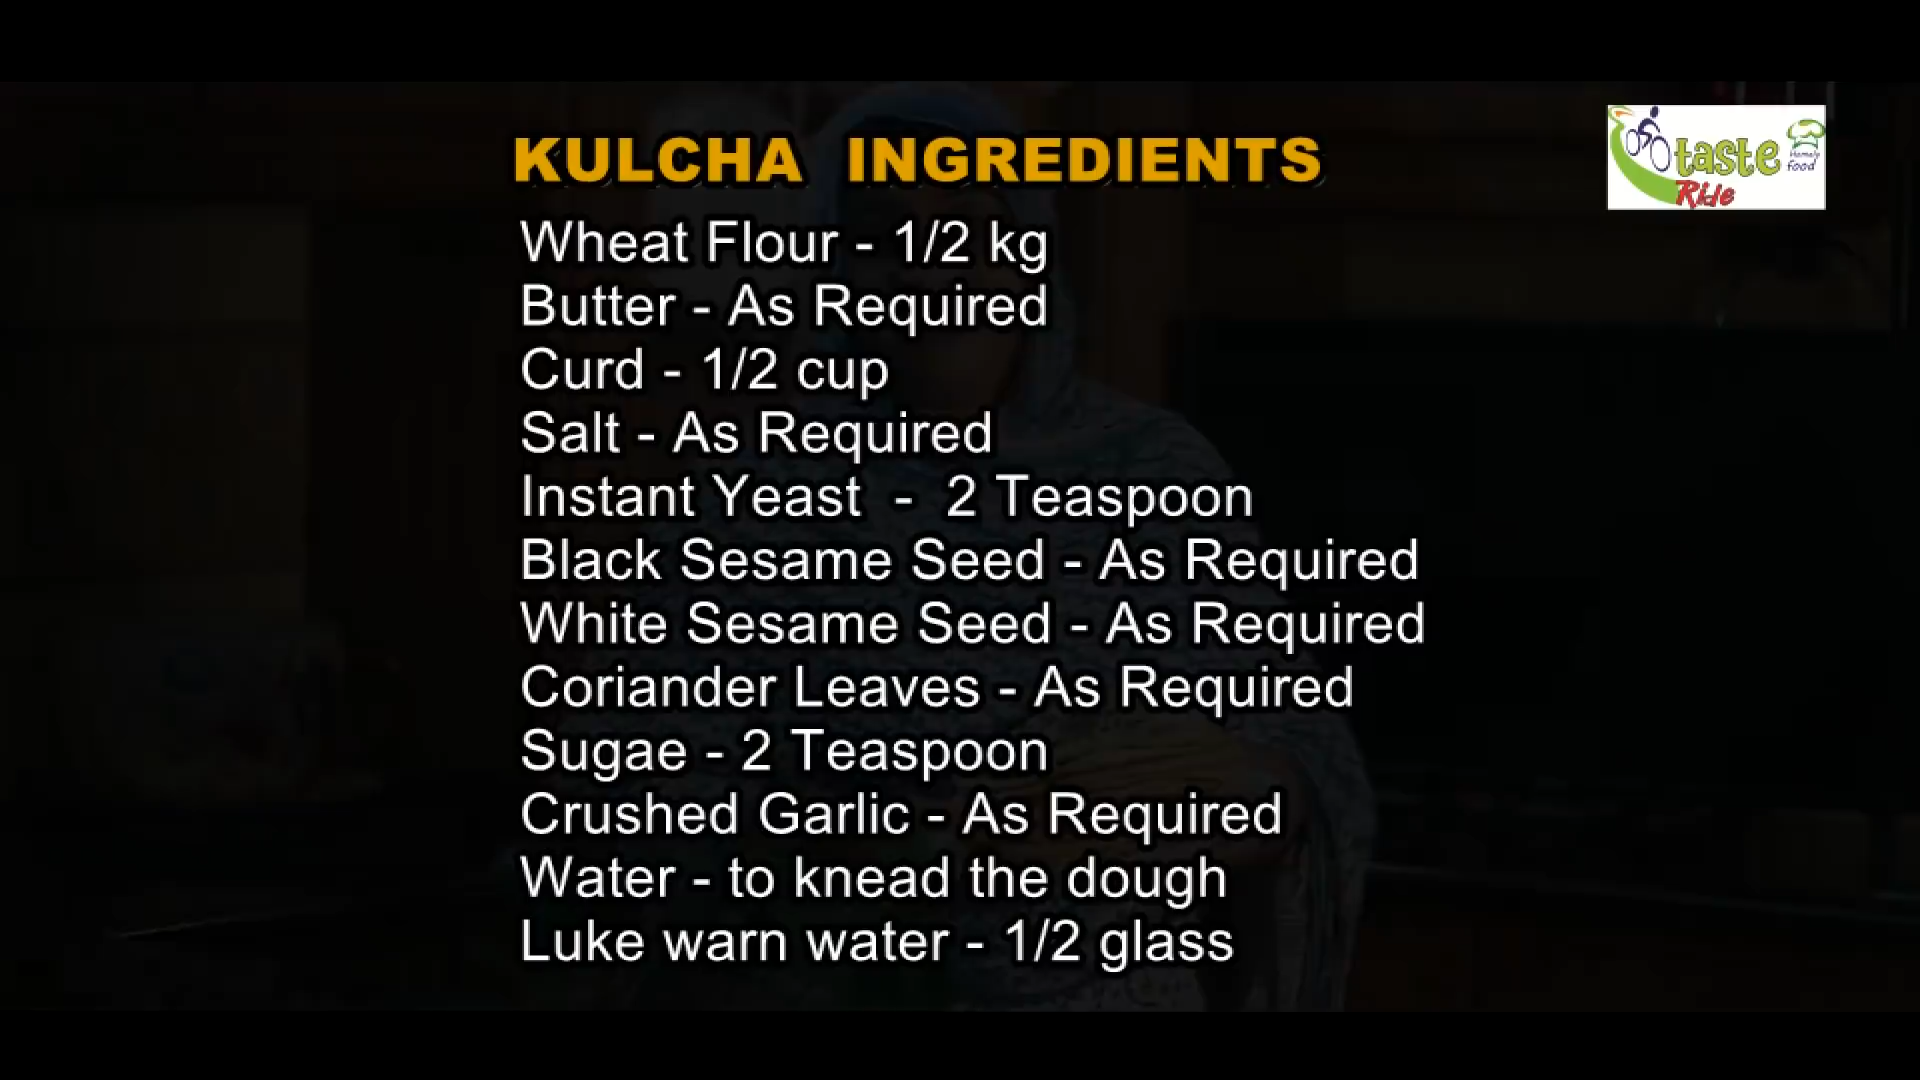 KULCHA INGREDIENTS
Wheat Flour - 1/2 kg
Butter - As Required
Curd - 1/2 cup
Salt - As Required
Instant Yeast - 2 Teaspoon
Black Sesame Seed - As Required
White Sesame Seed - As Required
Coriander Leaves - As Required
Sugae - 2 Teaspoon
Crushed Garlic - As Required
Water - to knead the dough
Luke warn water - 1/2 glass
taste
Ride
Homely
food